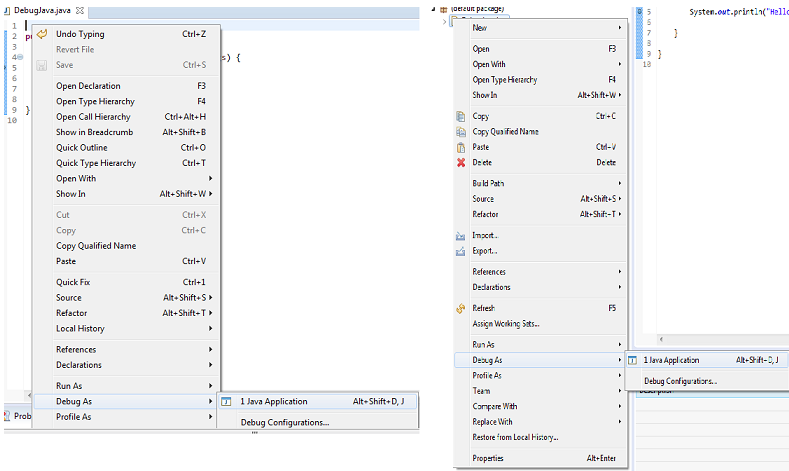 DebugJava.java
1
2
4
5
6
7
8
9
10
s) {
}
Undo Typing Ctrl+Z
Revert File
Save Ctrl+S
Open Declaration F3
Open Type Hierarchy F4
Open Call Hierarchy Ctrl+Alt+H
Show in Breadcrumb Alt+Shift+B
Quick Outline Ctrl+O
Quick Type Hierarchy Ctrl+T
Open With
Show In Alt+Shift+W
Cut Ctrl+X
Copy Ctrl+C
Copy Qualified Name
Paste Ctrl+V
Quick Fix Ctrl+1
Source Alt+Shift+S
Refactor Alt+Shift+T
Local History
References
Declarations
Run As
Debug As
Profile As
1 Java Application Alt+Shift+D, J
Debug Configurations...
Prob
(default package)
New
Open F3
Open With
Open Type Hierarchy F4
Show In Alt+Shift+W
Copy Ctrl+C
Copy Qualified Name
Paste Ctrl+V
Delete Delete
Build Path
Source Alt+Shift+S
Refactor Alt+Shift+T
Import...
Export...
References
Declarations
Refresh F5
Assign Working Sets...
Run As
Debug As
Profile As
Team
Compare With
Replace With
Restore from Local History...
Properties Alt+Enter
1 Java Application Alt+Shift+D, J
Debug Configurations...
5 System.out.println("Hello
6
7 }
8
9 }
10